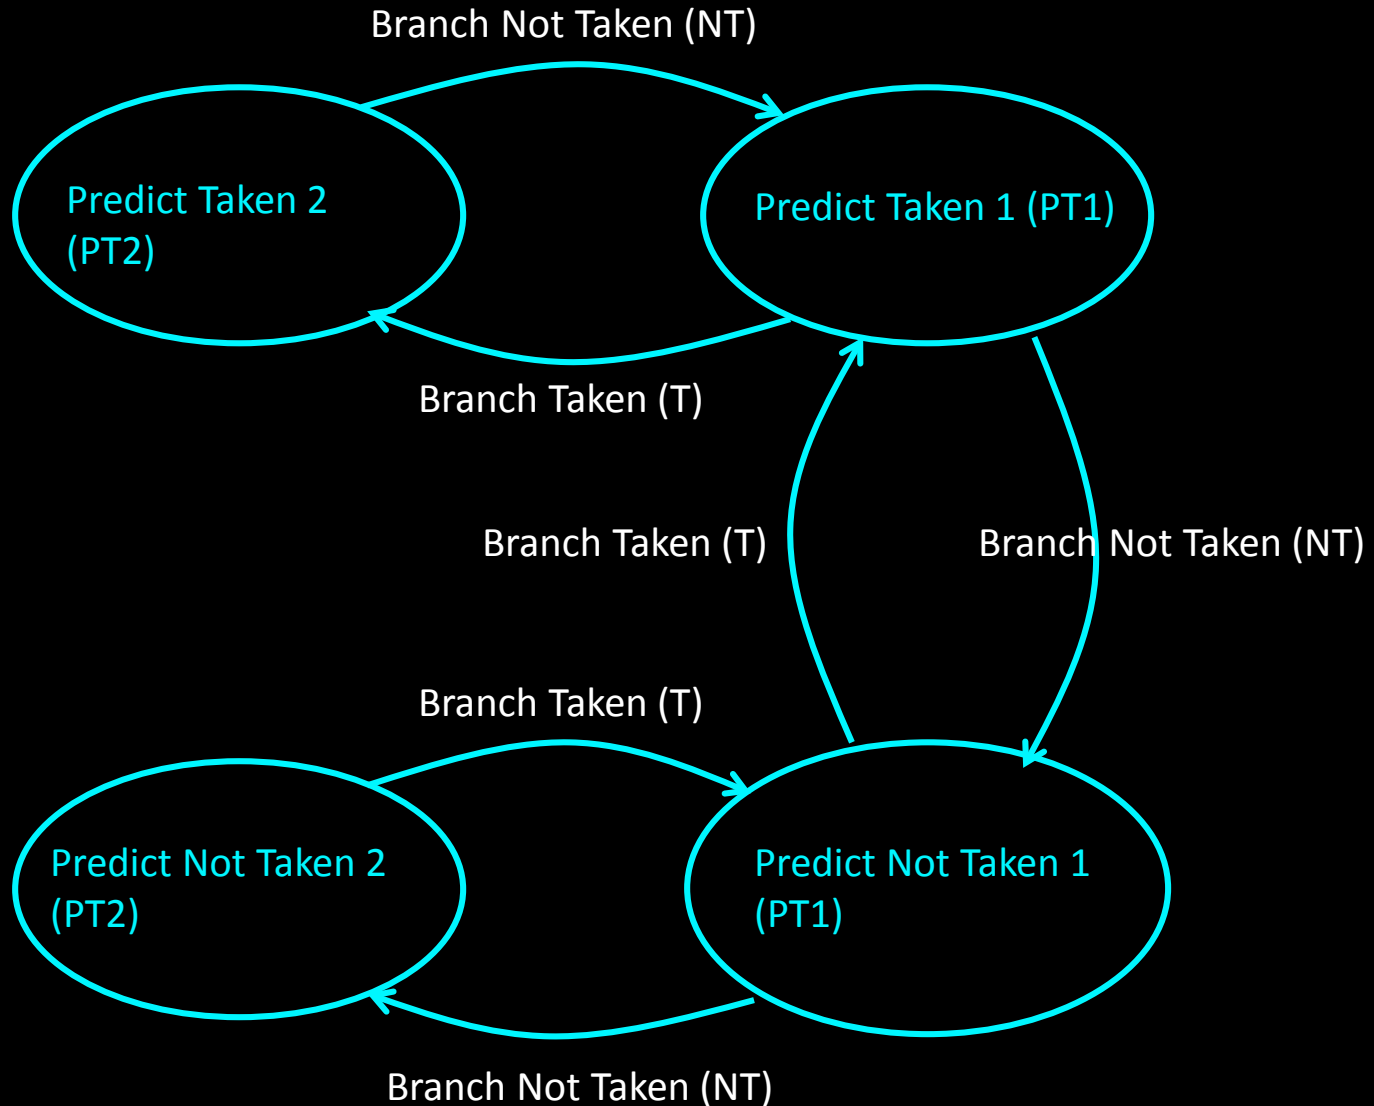 Branch Not Taken (NT)
Predict Taken 2
(PT2)
Predict Taken 1 (PT1)
Branch Taken (T)
Branch Taken (T)
Branch Not Taken (NT)
Branch Taken (T)
Predict Not Taken 2
(PT2)
Predict Not Taken 1
(PT1)
Branch Not Taken (NT)